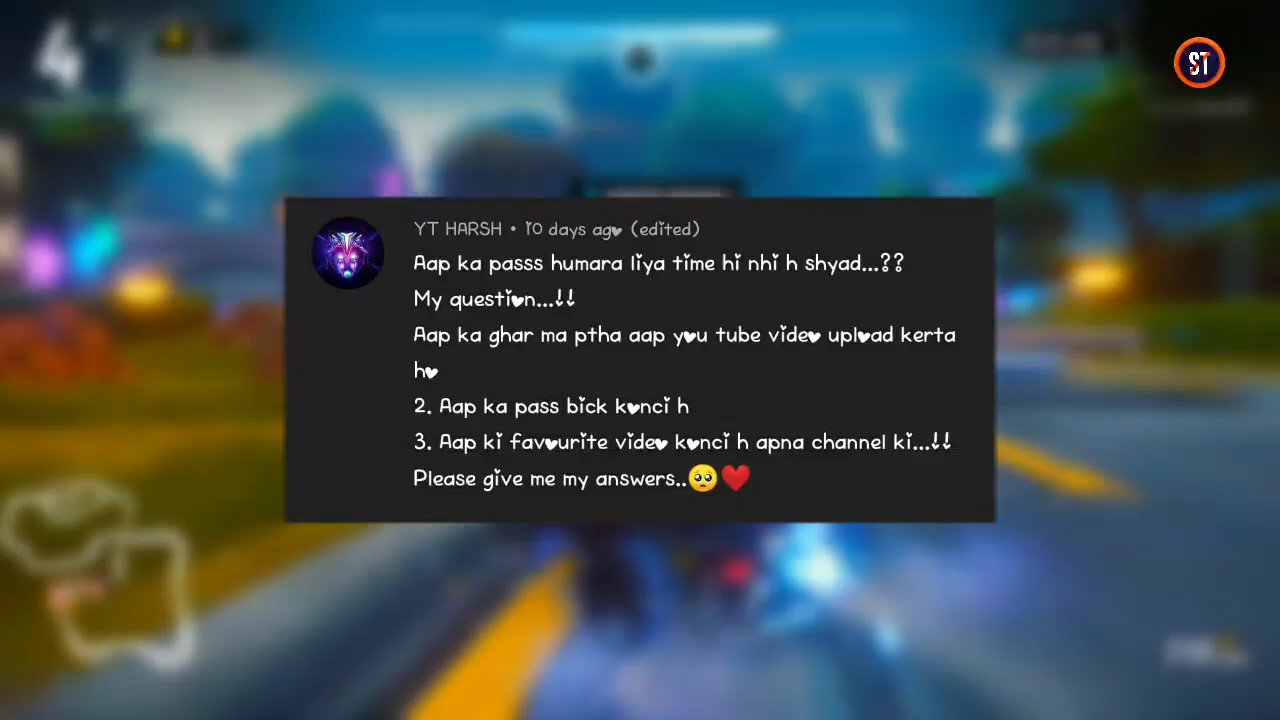 4
ST
YT HARSH • 10 days ago (edited)
Aap ka passs humara liya time hi nhi h shyad...??
My question...↓↓
Aap ka ghar ma ptha aap you tube video upload kerta
ho
2. Aap ka pass bick konci h
3. Aap ki favourite video konci h apna channel ki...↓↓
Please give me my answers..🥺❤️